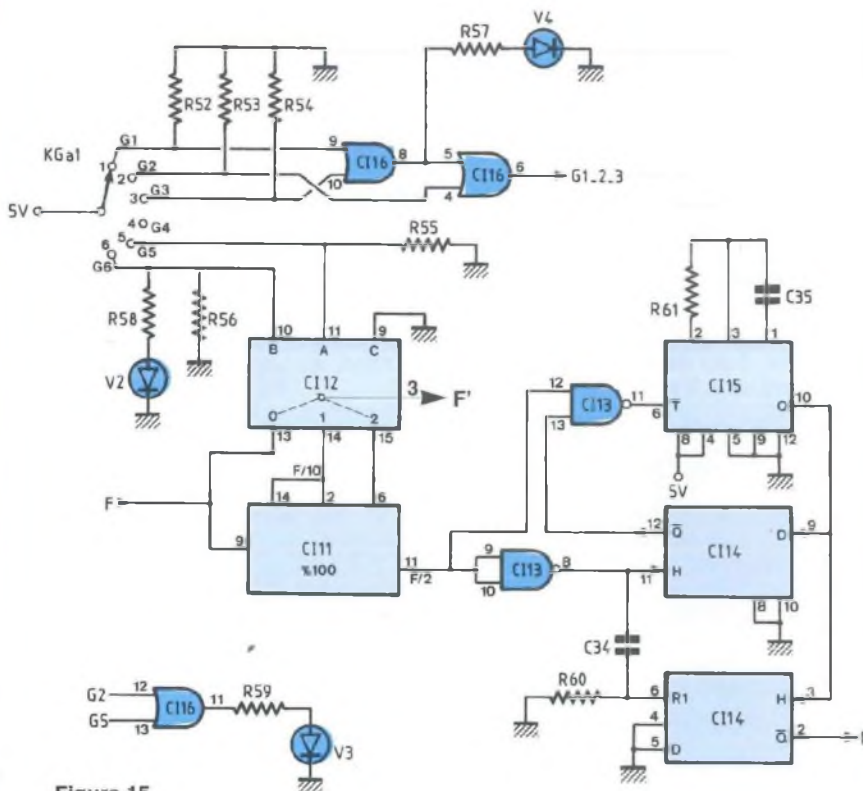 R57
V4
R52
R53
R54
KGa1
G1
1
2
G2
3
G3
4
G4
5
G5
6
G6
5V
9
10
CI16
8
5
4
CI16
6
G1_2_3
R55
R58
R56
V2
10
11
9
B
A
C
CI12
0
1
2
3
F'
13
14
15
F
F/10
14
2
6
9
CI11
%100
11
F/2
12
13
CI13
11
9
10
CI13
8
R61
C35
2
3
1
CI15
6
T
Q
10
8
4
5
9
12
5V
12
Q
D
9
CI14
11
H
8
10
C34
R60
6
R1
H
3
4
CI14
5
D
Q
2
G2
12
G5
13
CI16
11
R59
V3
Figure 15